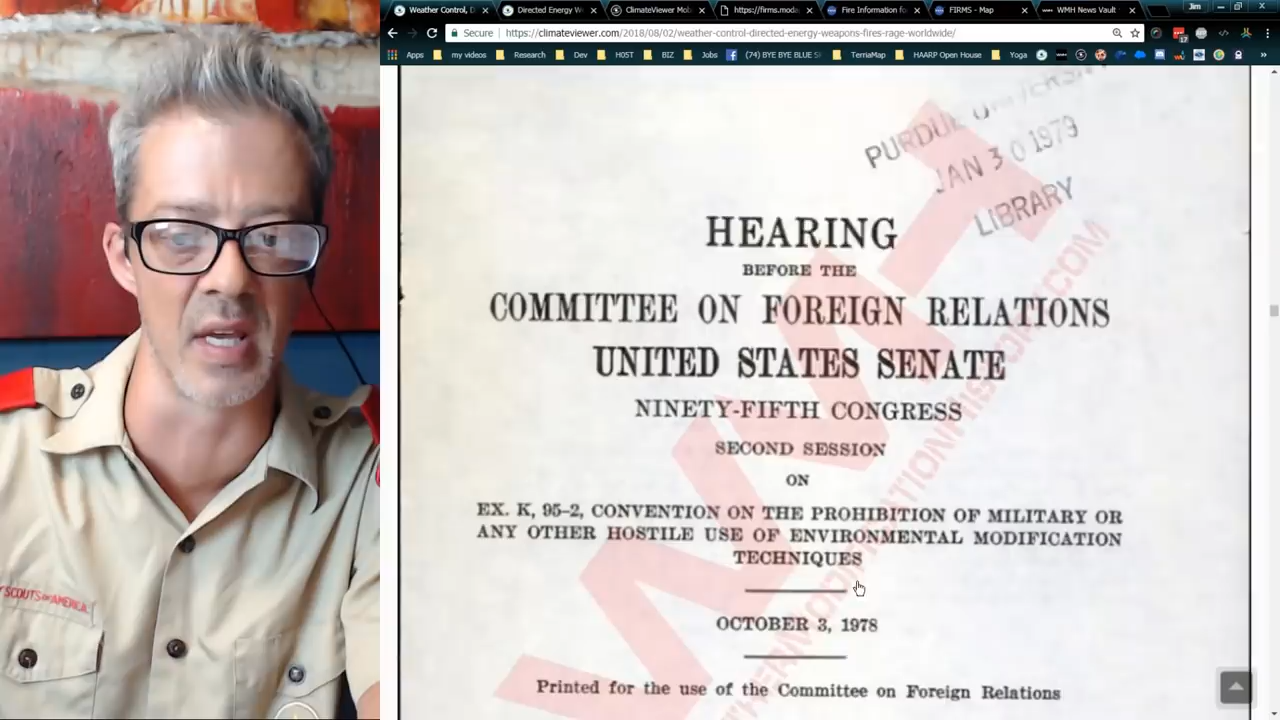 Weather Control, D
Directed Energy W
ClimateViewer Mob
https://firms.moda
Fire Information fo
FIRMS - Map
WMH News Vault
Jim
Secure
https://climateviewer.com/2018/08/02/weather-control-directed-energy-weapons-fires-rage-worldwide/
Apps
my videos
Research
Dev
H0ST
BIZ
Jobs
(74) BYE BYE BLUE S
TerriaMap
HAARP Open House
Yoga
PURDUE
JAN 30 1979
LIBRARY
HEARING
BEFORE THE
COMMITTEE ON FOREIGN RELATIONS
UNITED STATES SENATE
NINETY-FIFTH CONGRESS
SECOND SESSION
ON
EX. K, 95-2, CONVENTION ON THE PROHIBITION OF MILITARY OR
ANY OTHER HOSTILE USE OF ENVIRONMENTAL MODIFICATION
TECHNIQUES
OCTOBER 3, 1978
Printed for the use of the Committee on Foreign Relations
SCOUTS OF AMERICA